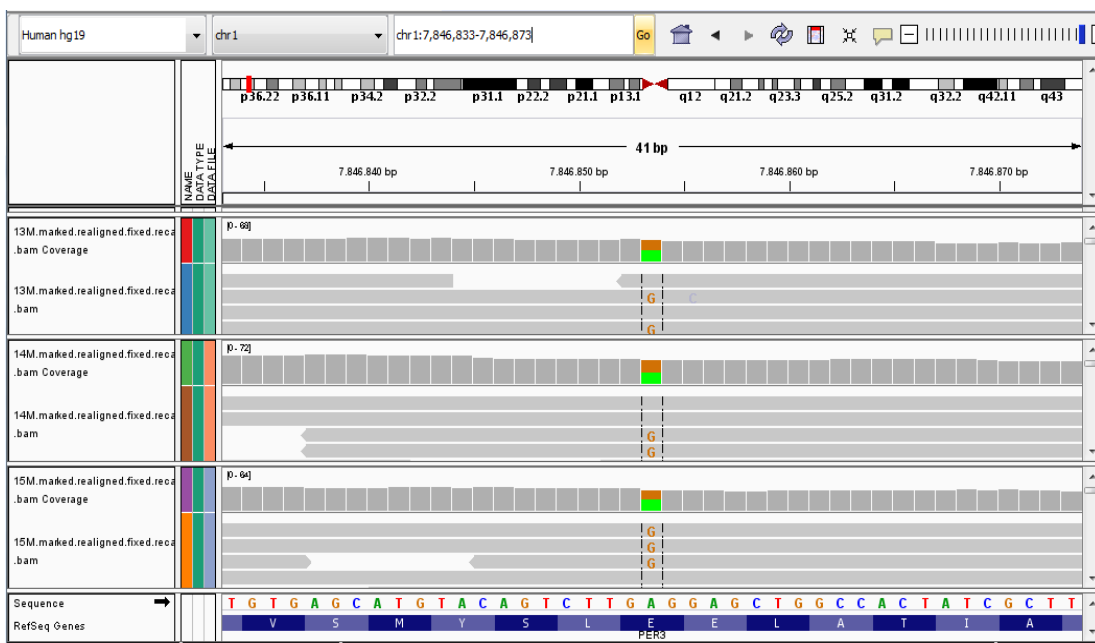 Human hg19 chr1 chr1:7,846,833-7,846,873 Go
p36.22 p36.11 p34.2 p32.2 p31.1 p22.2 p21.1 p13.1 q12 q21.2 q23.3 q25.2 q31.2 q32.2 q42.11 q43
41 bp
7.846.840 bp 7.846.850 bp 7.846.860 bp 7.846.870 bp
NAME
DATA TYPE
DATA FILE
13M.marked.realigned.fixed.reca
.bam Coverage
[0 - 68]
13M.marked.realigned.fixed.reca
.bam
G C
G
14M.marked.realigned.fixed.reca
.bam Coverage
[0 - 72]
14M.marked.realigned.fixed.reca
.bam
G
G
15M.marked.realigned.fixed.reca
.bam Coverage
[0 - 64]
15M.marked.realigned.fixed.reca
.bam
G
G
G
Sequence T G T G A G C A T G T A C A G T C T T G A G G A G C T G G C C A C T A T C G C T T
RefSeq Genes V S M Y S L E E L A T I A
PER3